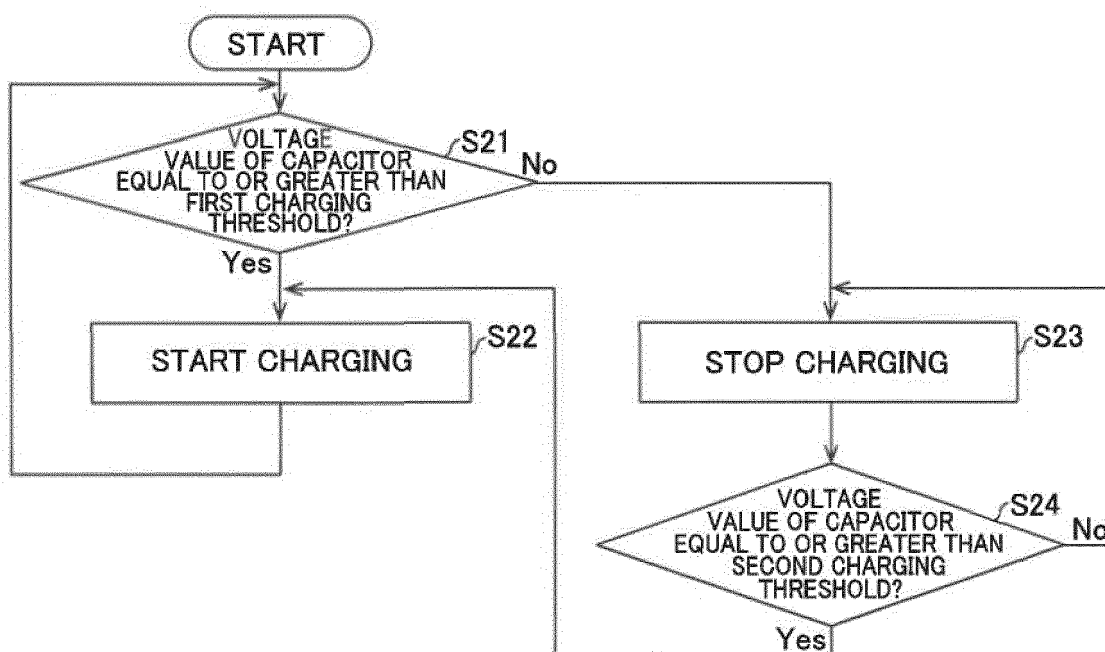 START
VOLTAGE
VALUE OF CAPACITOR
EQUAL TO OR GREATER THAN
FIRST CHARGING
THRESHOLD?
S21
No
Yes
START CHARGING
S22
STOP CHARGING
S23
VOLTAGE
VALUE OF CAPACITOR
EQUAL TO OR GREATER THAN
SECOND CHARGING
THRESHOLD?
S24
No
Yes